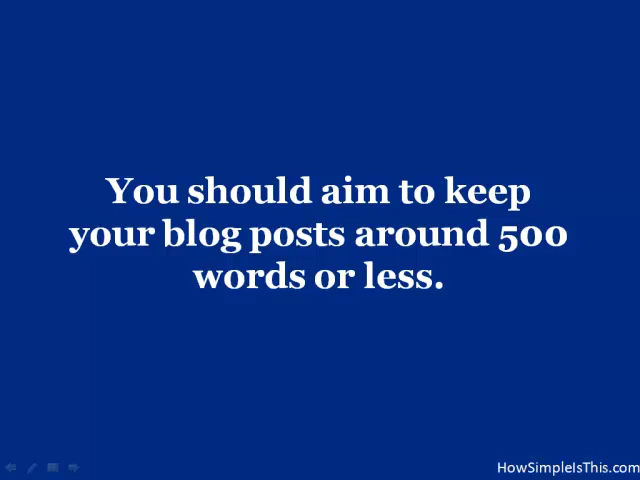 You should aim to keep
your blog posts around 500
words or less.
HowSimpleIsThis.com